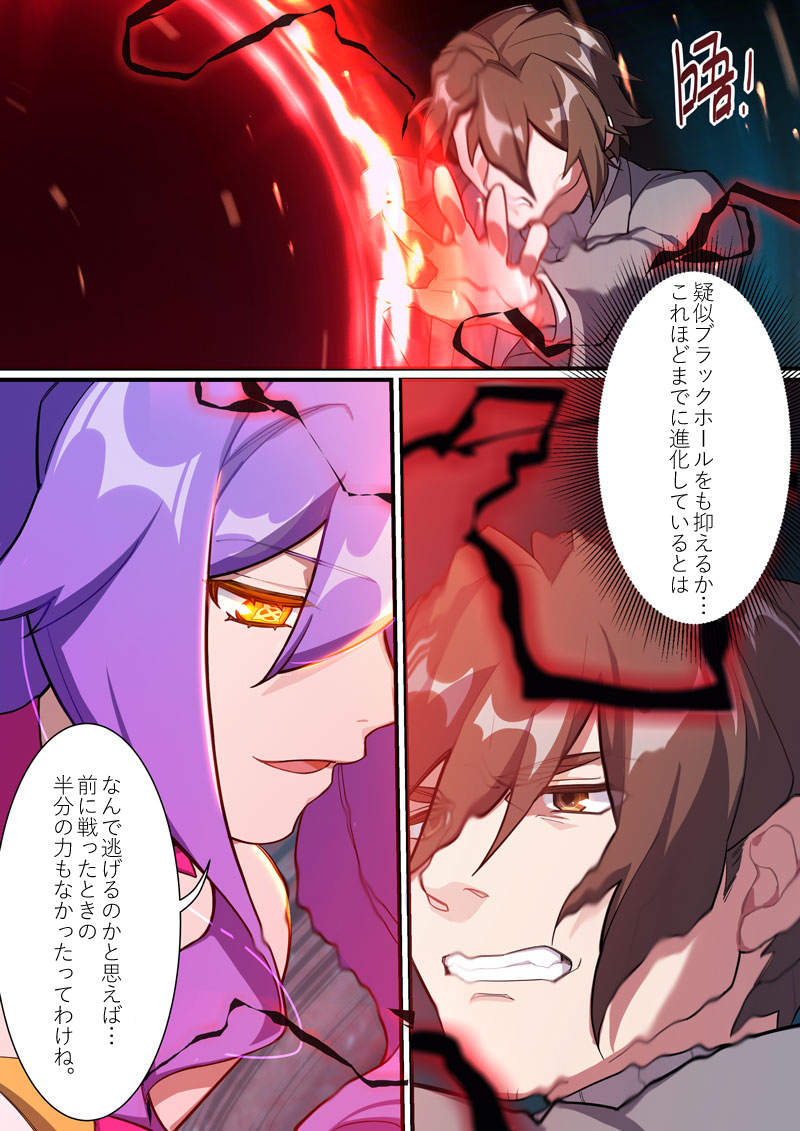 唔!
疑似ブラックホールをも抑えるか…
これほどまでに進化しているとは
なんで逃げるのかと思えば…
前に戦ったときの
半分の力もなかったってわけね。